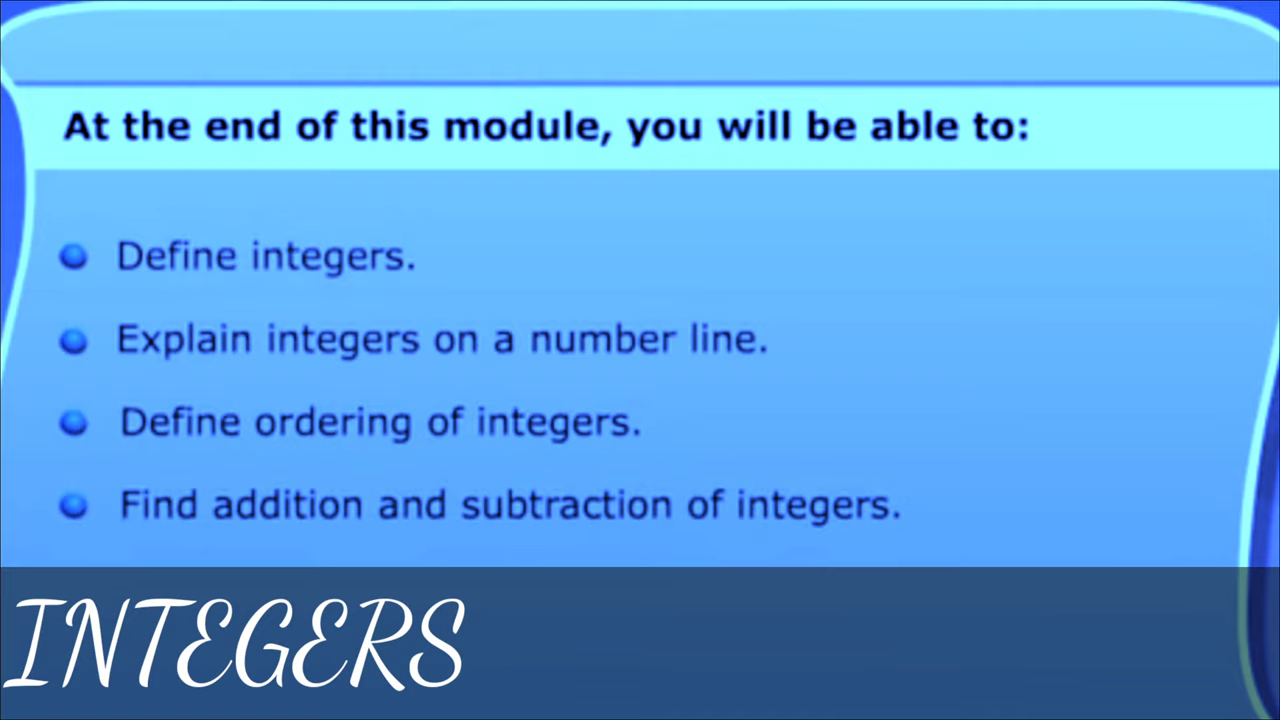 At the end of this module, you will be able to:
Define integers.
Explain integers on a number line.
Define ordering of integers.
Find addition and subtraction of integers.
INTEGERS